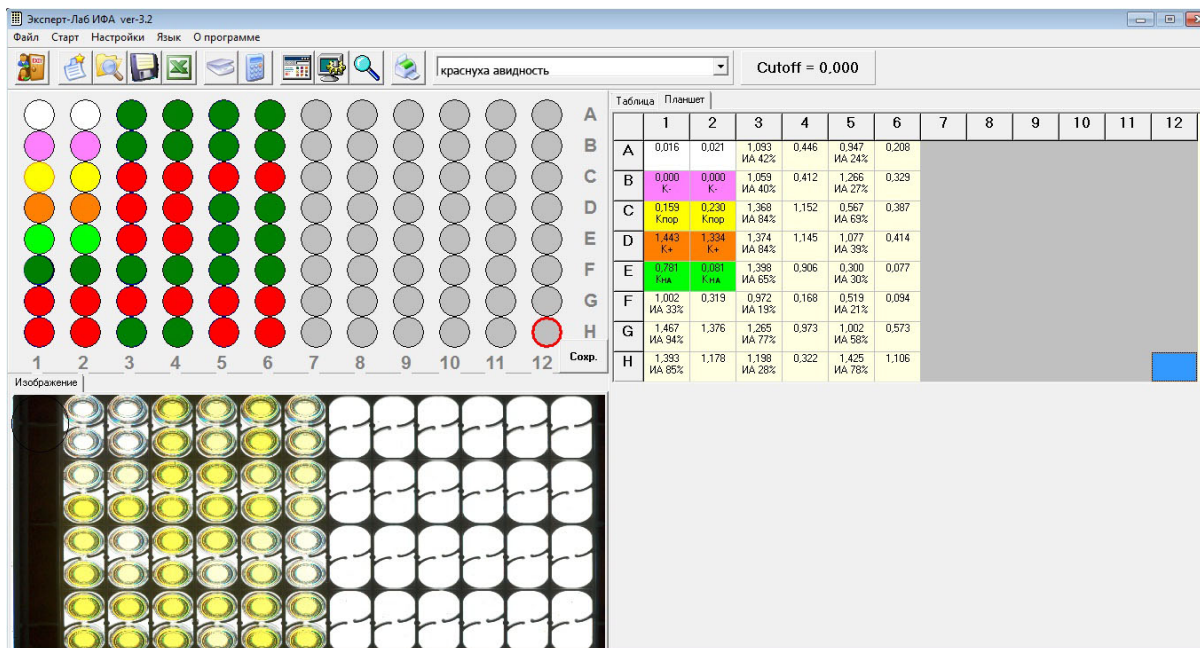 Эксперт-Лаб ИФА ver-3.2
Файл Старт Настройки Язык О программе
краснуха авидность
Cutoff = 0,000
A
B
C
D
E
F
G
H
1 2 3 4 5 6 7 8 9 10 11 12
Сохр.
Таблица Планшет
1 2 3 4 5 6 7 8 9 10 11 12
A 0,016 0,021 1,093 0,446 0,947 0,208
ИА 42% ИА 24%
B 0,000 0,000 1,059 0,412 1,266 0,329
К- К- ИА 40% ИА 27%
C 0,159 0,230 1,368 1,152 0,567 0,387
Кпор Кпор ИА 84% ИА 69%
D 1,443 1,334 1,374 1,145 1,077 0,414
К+ К+ ИА 84% ИА 39%
E 0,781 0,081 1,398 0,906 0,300 0,077
Кна Кна ИА 65% ИА 30%
F 1,002 0,319 0,972 0,168 0,519 0,094
ИА 33% ИА 19% ИА 21%
G 1,467 1,376 1,265 0,973 1,002 0,573
ИА 94% ИА 77% ИА 58%
H 1,393 1,178 1,198 0,322 1,425 1,106
ИА 85% ИА 28% ИА 78%
Изображение